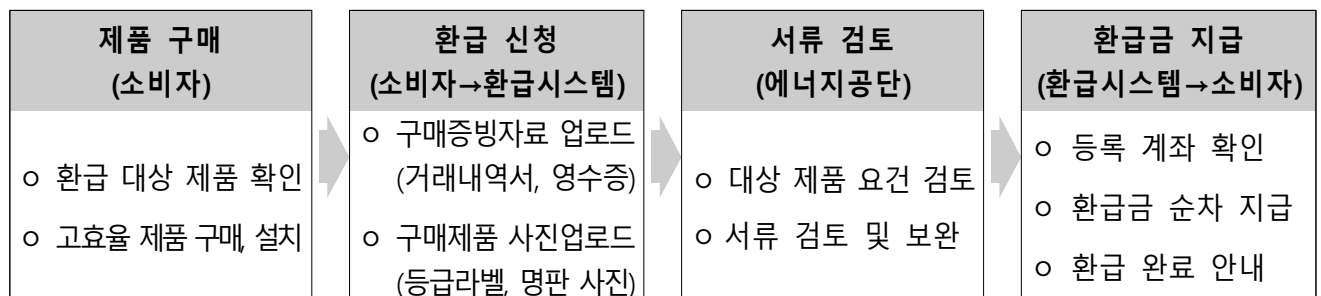 제품 구매
(소비자)
ㅇ 환급 대상 제품 확인
ㅇ 고효율 제품 구매, 설치
환급 신청
(소비자→환급시스템)
ㅇ 구매증빙자료 업로드
(거래내역서, 영수증)
ㅇ 구매제품 사진업로드
(등급라벨, 명판 사진)
서류 검토
(에너지공단)
ㅇ 대상 제품 요건 검토
ㅇ 서류 검토 및 보완
환급금 지급
(환급시스템→소비자)
ㅇ 등록 계좌 확인
ㅇ 환급금 순차 지급
ㅇ 환급 완료 안내